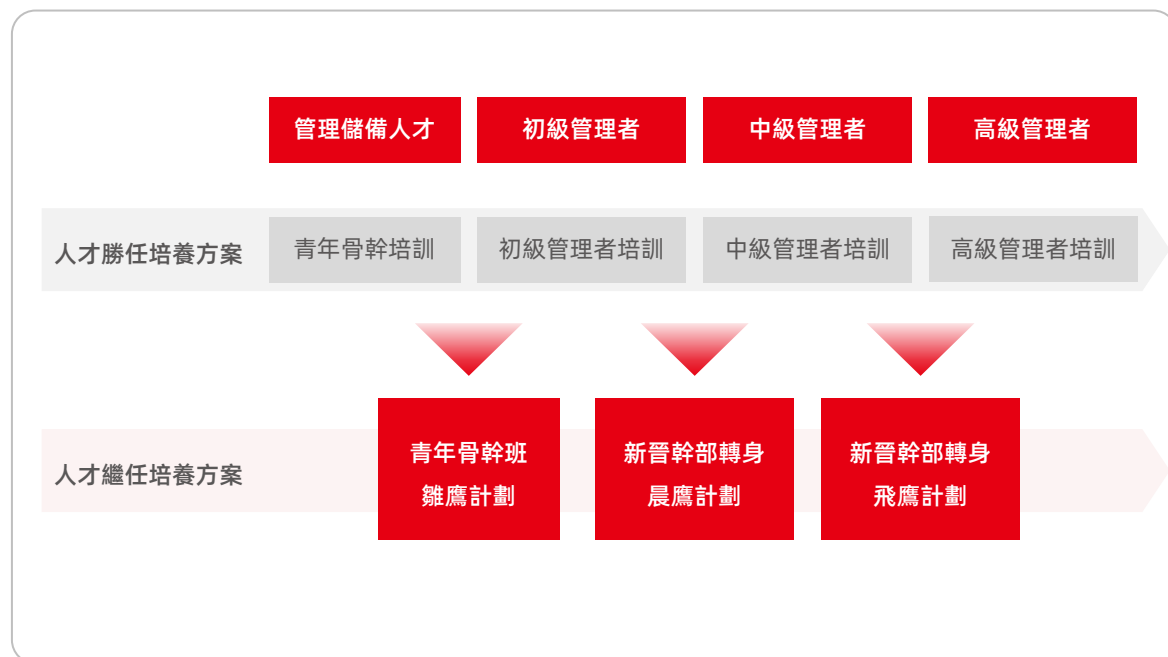 管理儲備人才
初級管理者
中級管理者
高級管理者
人才勝任培養方案
青年骨幹培訓
初級管理者培訓
中級管理者培訓
高級管理者培訓
人才繼任培養方案
青年骨幹班
雛鷹計劃
新晉幹部轉身
晨鷹計劃
新晉幹部轉身
飛鷹計劃